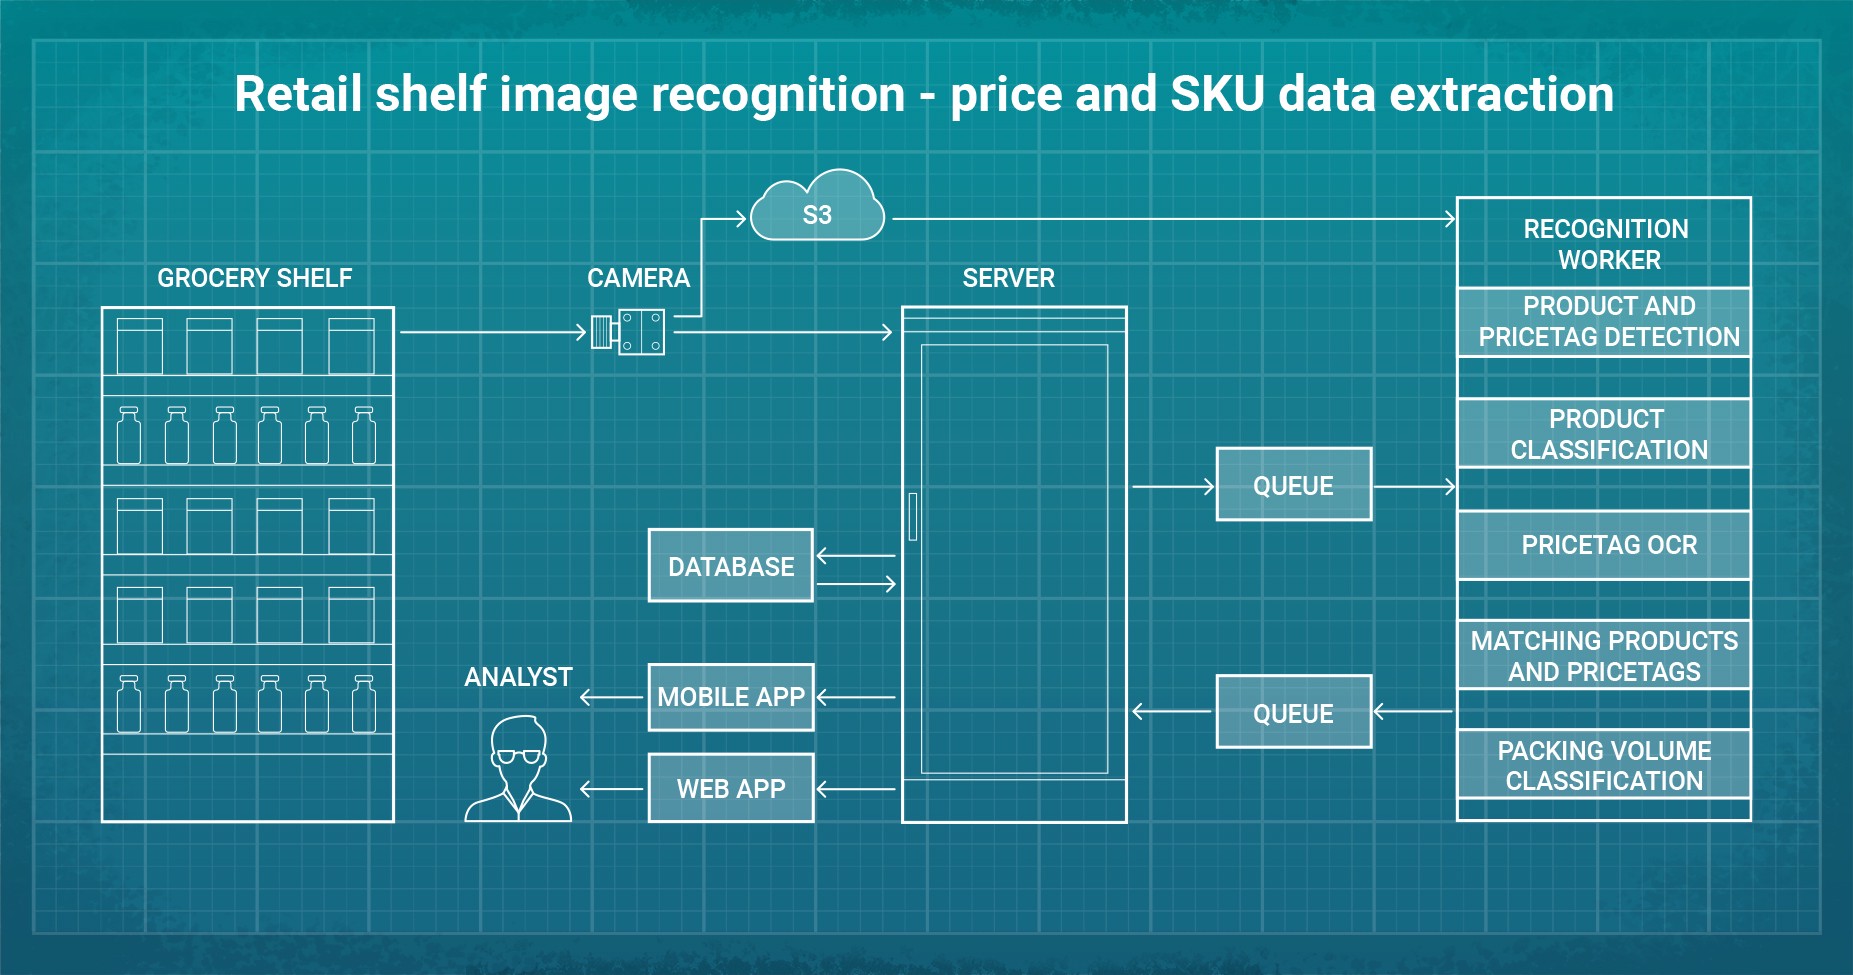 Retail shelf image recognition - price and SKU data extraction
S3
RECOGNITION
WORKER
GROCERY SHELF
CAMERA
SERVER
PRODUCT AND
PRICETAG DETECTION
PRODUCT
CLASSIFICATION
QUEUE
PRICETAG OCR
DATABASE
MATCHING PRODUCTS
AND PRICETAGS
ANALYST
MOBILE APP
QUEUE
PACKING VOLUME
CLASSIFICATION
WEB APP